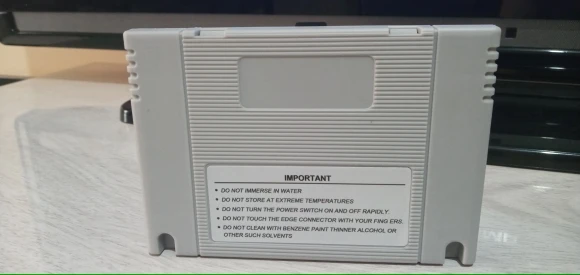 IMPORTANT
• DO NOT IMMERSE IN WATER
• DO NOT STORE AT EXTREME TEMPERATURES
• DO NOT TURN THE POWER SWITCH ON AND OFF RAPIDLY
• DO NOT TOUCH THE EDGE CONNECTOR WITH YOUR FING ERS.
• DO NOT CLEAN WITH BENZENE PAINT THINNER ALCOHOL OR
OTHER SUCH SOLVENTS